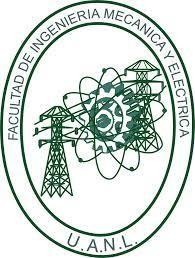 FACULTAD DE INGENIERIA MECANICA Y ELECTRICA
U.A.N.L.